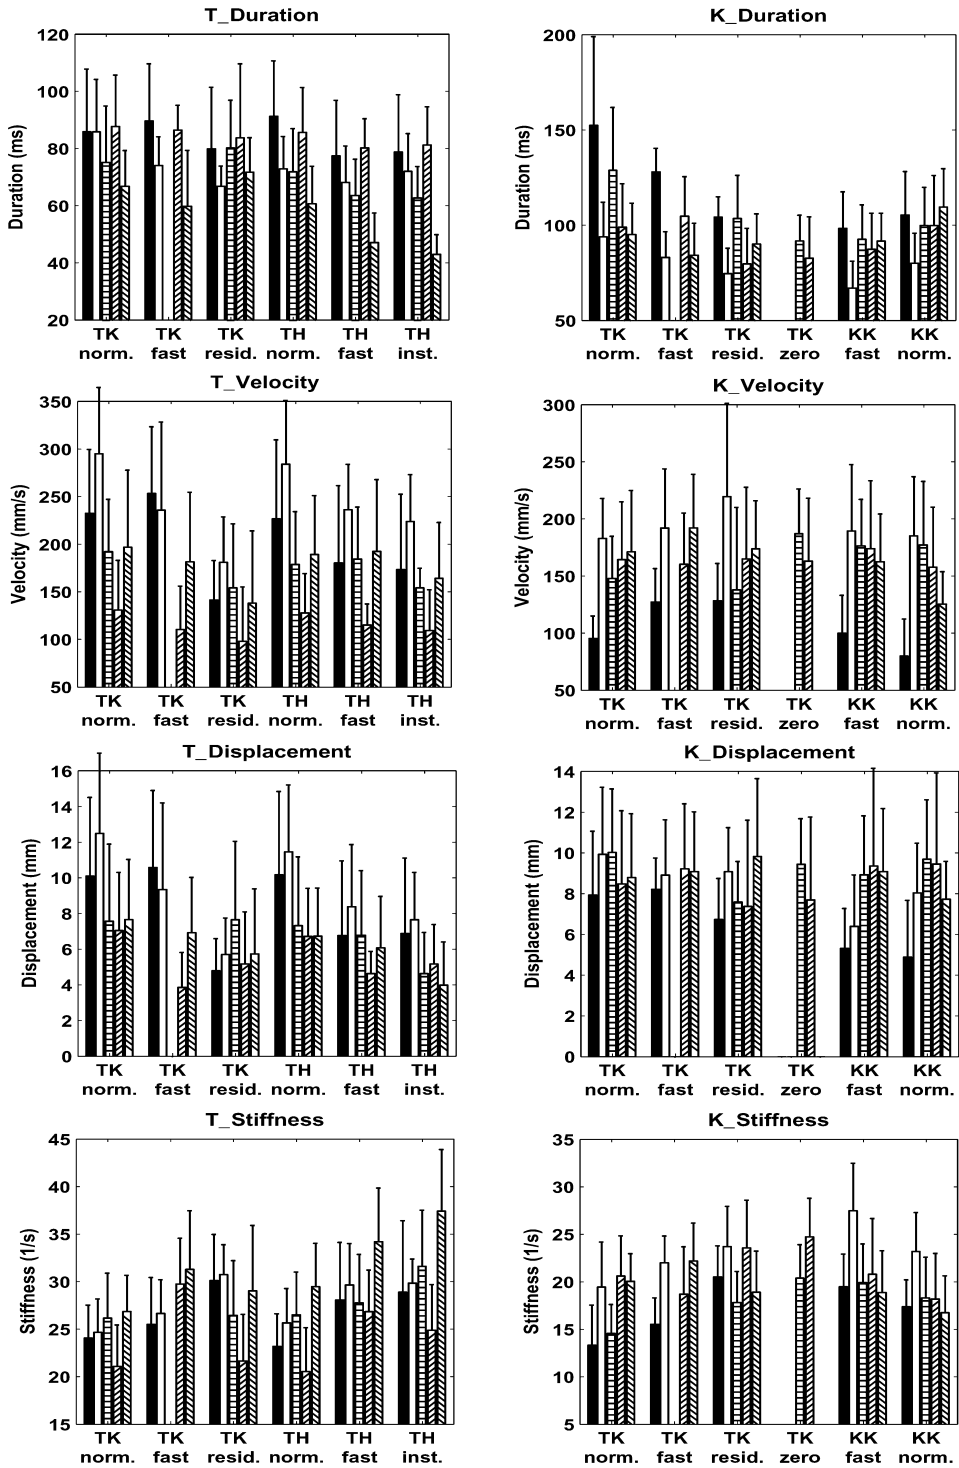 T_Duration
120
100
80
60
40
20
Duration (ms)
TK TK TK TH TH TH
norm. fast resid. norm. fast inst.
K_Duration
200
150
100
50
Duration (ms)
TK TK TK TK KK KK
norm. fast resid. zero fast norm.
T_Velocity
350
300
250
200
150
100
50
Velocity (mm/s)
TK TK TK TH TH TH
norm. fast resid. norm. fast inst.
K_Velocity
300
250
200
150
100
50
Velocity (mm/s)
TK TK TK TK KK KK
norm. fast resid. zero fast norm.
T_Displacement
16
14
12
10
8
6
4
2
0
Displacement (mm)
TK TK TK TH TH TH
norm. fast resid. norm. fast inst.
K_Displacement
14
12
10
8
6
4
2
0
Displacement (mm)
TK TK TK TK KK KK
norm. fast resid. zero fast norm.
T_Stiffness
45
40
35
30
25
20
15
Stiffness (1/s)
TK TK TK TH TH TH
norm. fast resid. norm. fast inst.
K_Stiffness
35
30
25
20
15
10
5
Stiffness (1/s)
TK TK TK TK KK KK
norm. fast resid. zero fast norm.